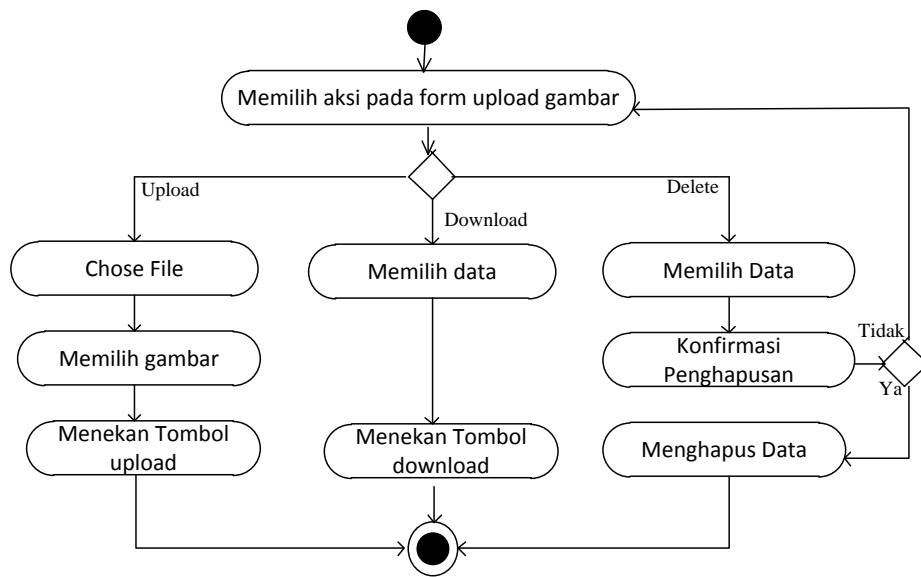 Memilih aksi pada form upload gambar
Upload
Delete
Download
Chose File
Memilih data
Memilih Data
Memilih gambar
Konfirmasi
Penghapusan
Tidak
Ya
Menekan Tombol
upload
Menekan Tombol
download
Menghapus Data